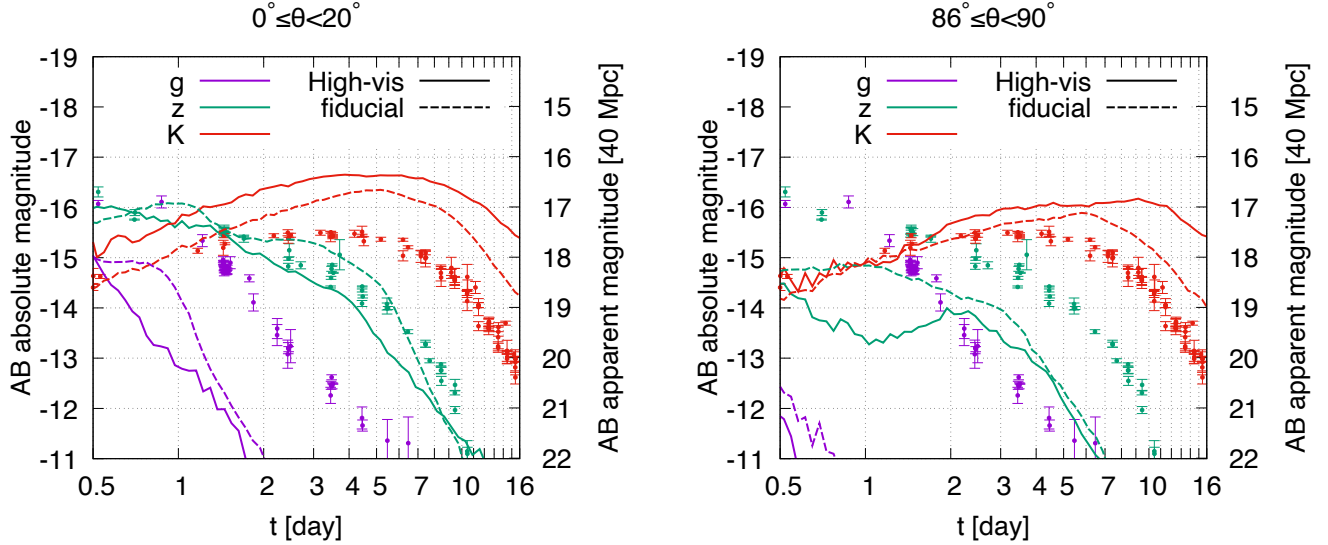 0°≤θ<20°
AB absolute magnitude
-19
-18
-17
-16
-15
-14
-13
-12
-11
g
z
K
High-vis
fiducial
15
16
17
18
19
20
21
22
AB apparent magnitude [40 Mpc]
0.5 1 2 3 4 5 7 10 16
t [day]
86°≤θ<90°
AB absolute magnitude
-19
-18
-17
-16
-15
-14
-13
-12
-11
g
z
K
High-vis
fiducial
15
16
17
18
19
20
21
22
AB apparent magnitude [40 Mpc]
0.5 1 2 3 4 5 7 10 16
t [day]